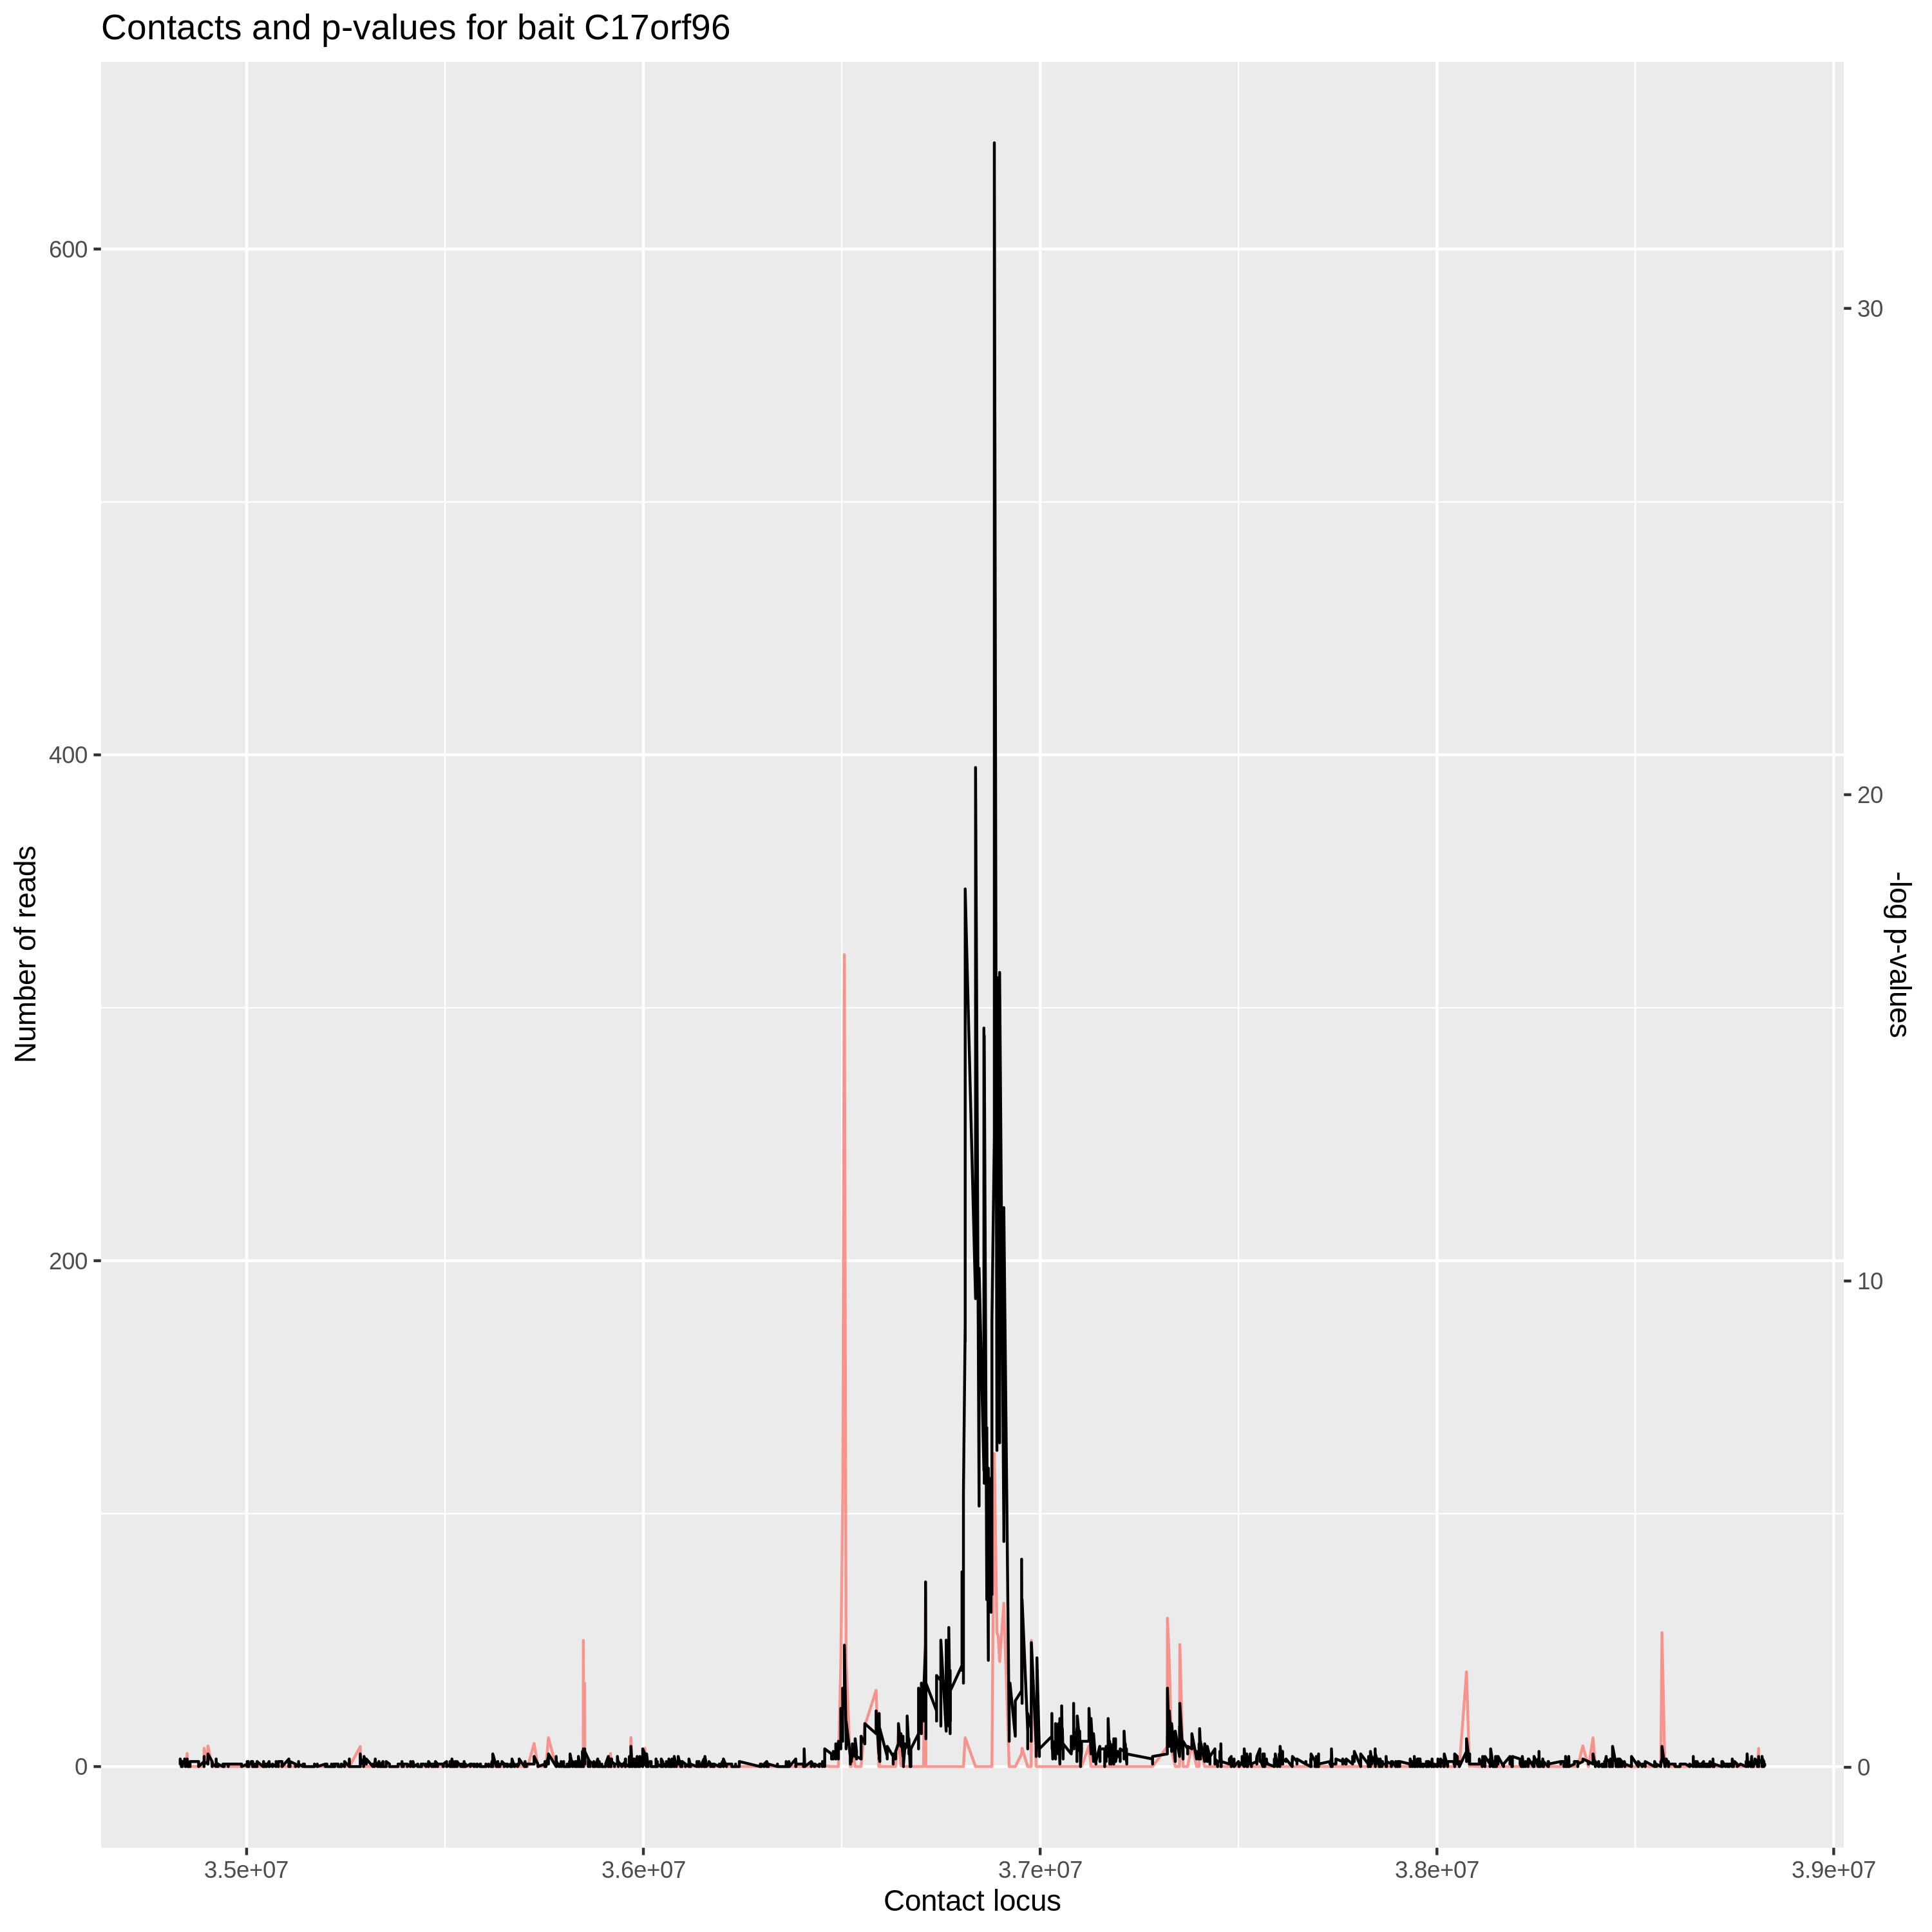 Contacts and p-values for bait C17orf96
600
400
200
0
30
20
10
0
Number of reads
-log p-values
3.5e+07 3.6e+07 3.7e+07 3.8e+07 3.9e+07
Contact locus